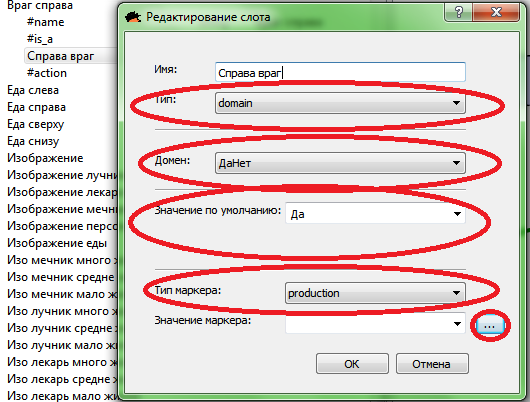 Враг справа
#name
#is_a
Справа враг
#action
Еда слева
Еда справа
Еда сверху
Еда снизу
Изображение
Изображение лучни
Изображение лекар
Изображение мечни
Изображение персо
Изображение еды
Изо мечник много з
Изо мечник средне
Изо мечник мало ж
Изо лучник много ж
Изо лучник средне з
Изо лучник мало жи
Изо лекарь много ж
Изо лекарь средне з
Изо лекарь мало жи
Редактирование слота
?
Имя:
Справа враг
Тип:
domain
Домен:
ДаНет
Значение по умолчанию:
Да
Тип маркера:
production
Значение маркера:
...
OK
Отмена